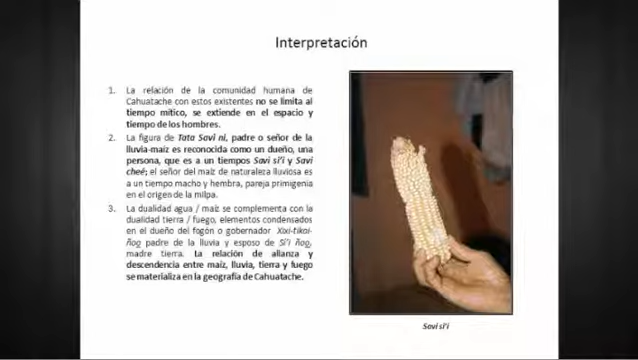 Interpretación
1. La relación de la comunidad humana de
Cahuatache con estos existentes no se limita al
tiempo mítico, se extiende en el espacio y
tiempo de los hombres.
2. La figura de Tata Savi ni, padre o señor de la
lluvia-maíz es reconocida como un dueño, una
persona, que es a un tiempos Savi si'i y Savi
cheé; el señor del maíz de naturaleza lluviosa es
a un tiempo macho y hembra, pareja primigenia
en el origen de la milpa.
3. La dualidad agua / maíz se complementa con la
dualidad tierra / fuego, elementos condensados
en el dueño del fogón o gobernador Xixi-tikoi-
ñog padre de la lluvia y esposo de Si'i ñog,
madre tierra. La relación de alianza y
descendencia entre maíz, lluvia, tierra y fuego
se materializa en la geografía de Cahuatache.
Savi si'i